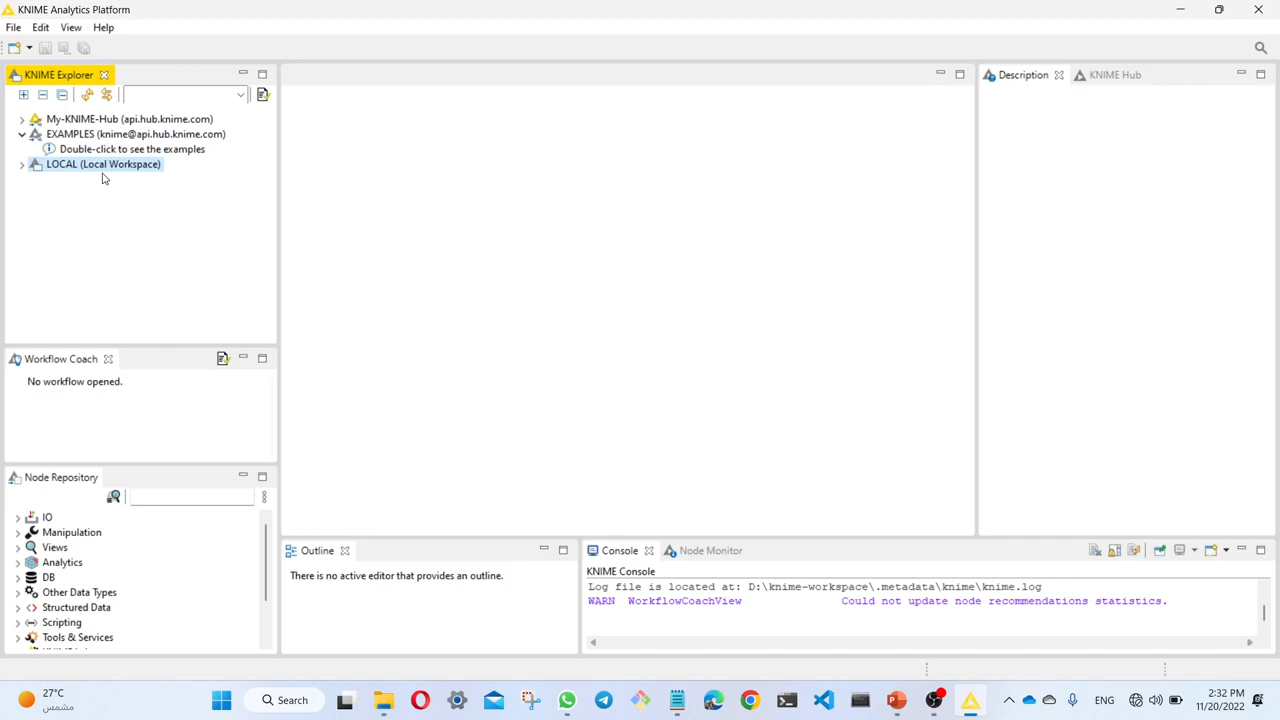 KNIME Analytics Platform
File Edit View Help
KNIME Explorer
My-KNIME-Hub (api.hub.knime.com)
EXAMPLES (knime@api.hub.knime.com)
Double-click to see the examples
LOCAL (Local Workspace)
Workflow Coach
No workflow opened.
Node Repository
IO
Manipulation
Views
Analytics
DB
Other Data Types
Structured Data
Scripting
Tools & Services
Outline
There is no active editor that provides an outline.
Console Node Monitor
KNIME Console
Log file is located at: D:\knime-workspace\.metadata\knime\knime.log
WARN WorkflowCoachView Could not update node recommendations statistics.
Description KNIME Hub
27°C
مشمس
Search
ENG
2:32 PM
11/20/2022